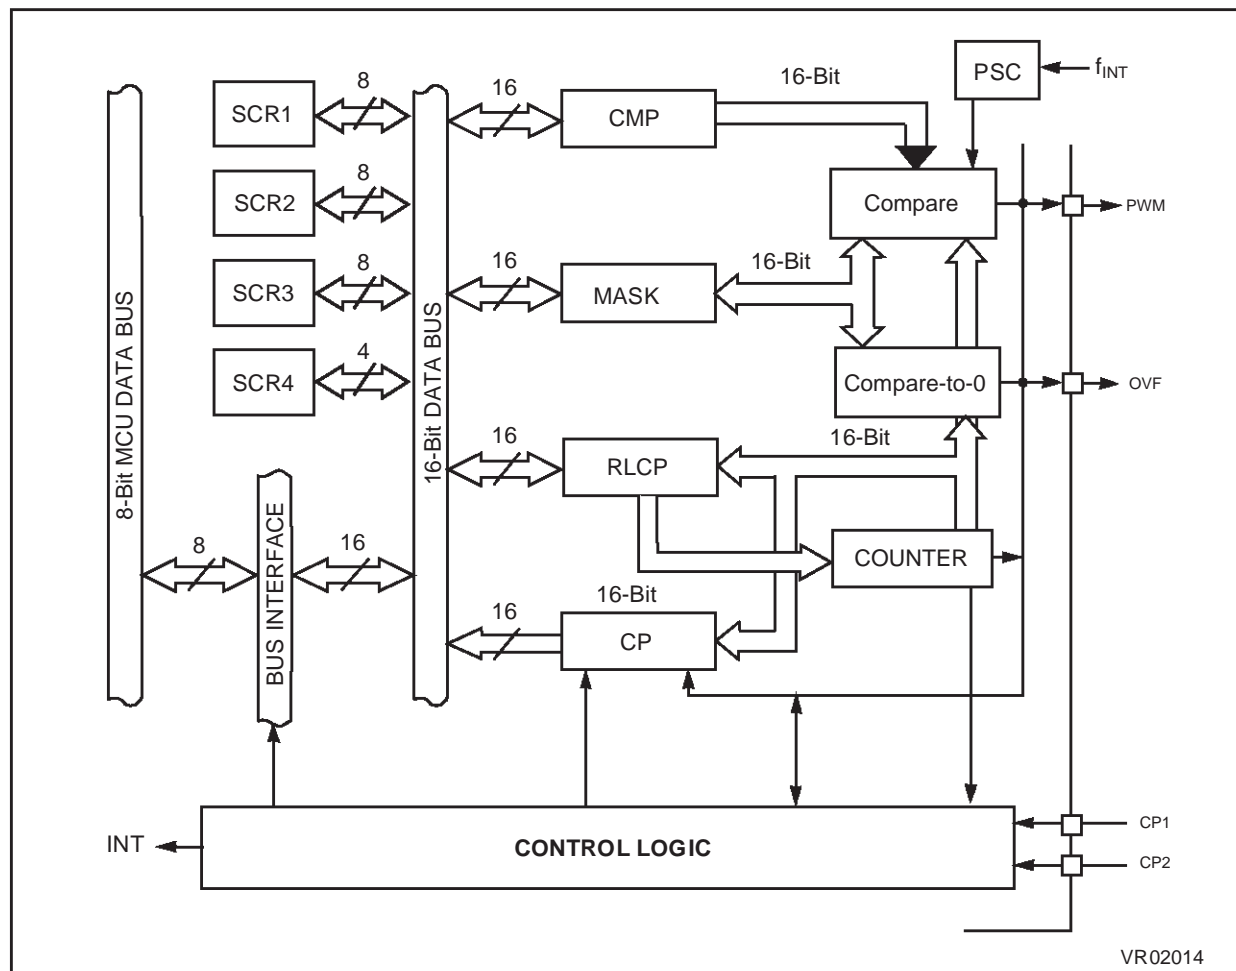 16-Bit
PSC
fINT
8
16
SCR1
CMP
8
SCR2
Compare
PWM
8
16
16-Bit
SCR3
MASK
4
SCR4
Compare-to-0
OVF
8-Bit MCU DATA BUS
16-Bit DATA BUS
16
16-Bit
RLCP
BUS INTERFACE
8
16
COUNTER
16
16-Bit
CP
INT
CONTROL LOGIC
CP1
CP2
VR02014